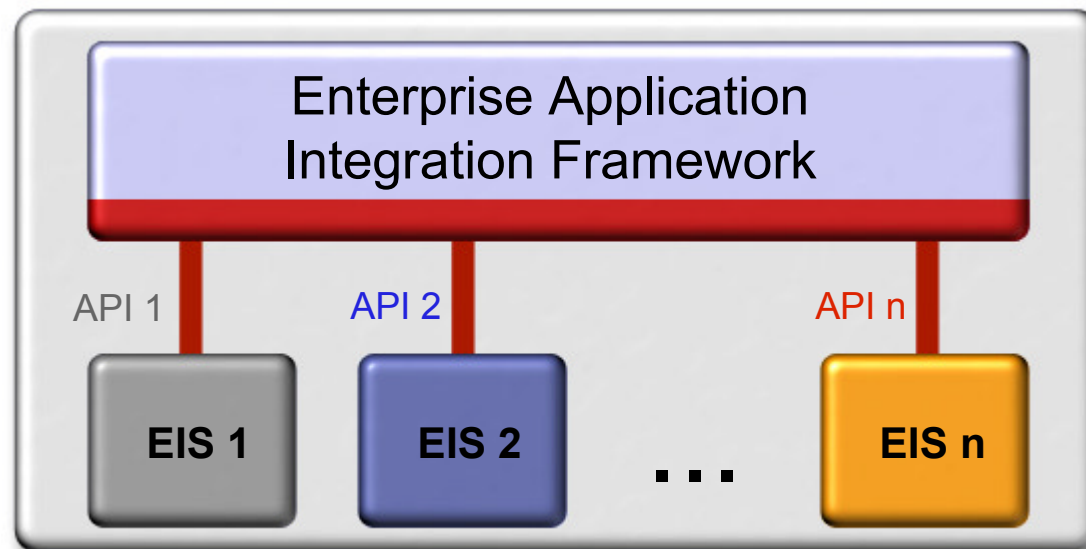 Enterprise Application
Integration Framework
API 1
API 2
API n
EIS 1
EIS 2
...
EIS n